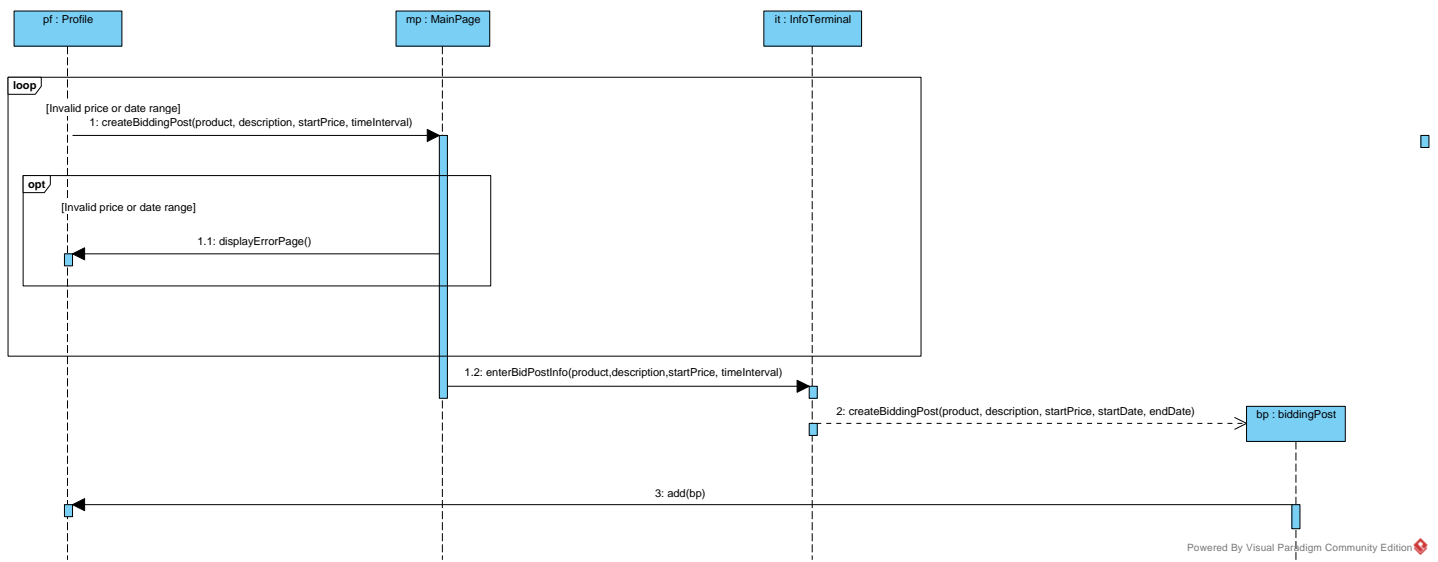 pf : Profile
mp : MainPage
it : InfoTerminal
loop
[Invalid price or date range]
1: createBiddingPost(product, description, startPrice, timeInterval)
opt
[Invalid price or date range]
1.1: displayErrorPage()
1.2: enterBidPostInfo(product,description,startPrice, timeInterval)
2: createBiddingPost(product, description, startPrice, startDate, endDate)
bp : biddingPost
3: add(bp)
Powered By Visual Paradigm Community Edition